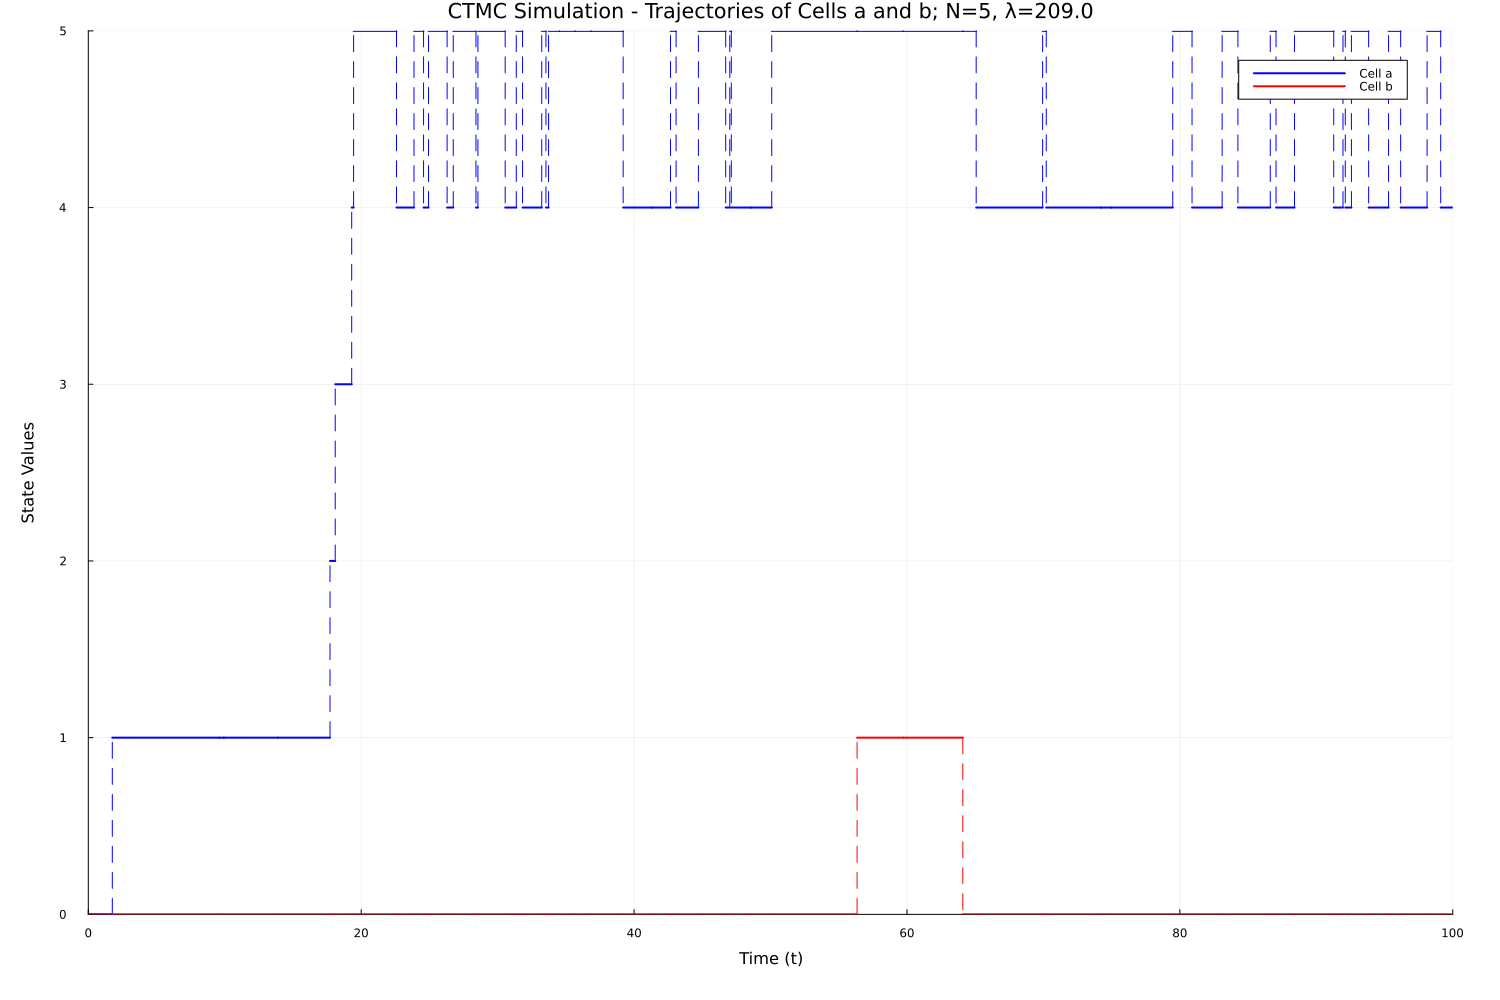 CTMC Simulation - Trajectories of Cells a and b; N=5, λ=209.0
5
Cell a
Cell b
4
3
State Values
2
1
0
0 20 40 60 80 100
Time (t)